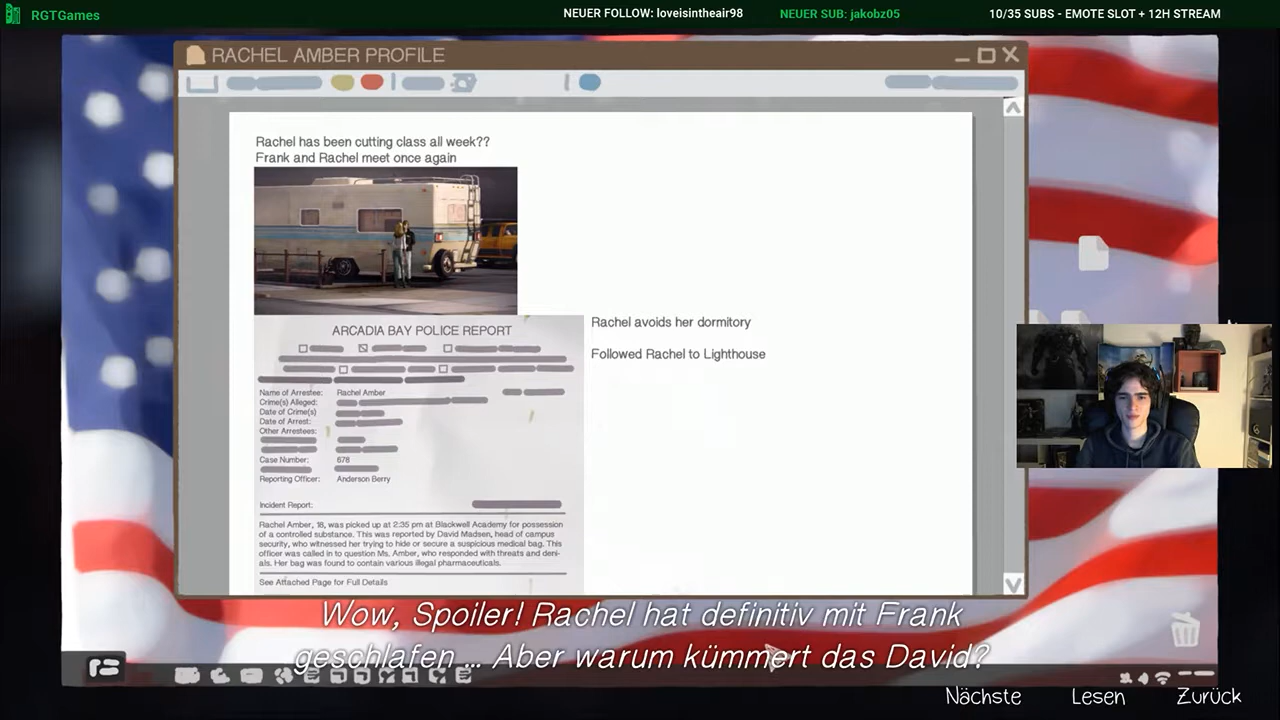 RGTGames
NEUER FOLLOW: loveisintheair98
NEUER SUB: jakobz05
10/35 SUBS - EMOTE SLOT + 12H STREAM
RACHEL AMBER PROFILE
Rachel has been cutting class all week??
Frank and Rachel meet once again
ARCADIA BAY POLICE REPORT
Name of Arrestee: Rachel Amber
Crime(s) Alleged:
Date of Crime(s)
Date of Arrest:
Other Arrestees:
Case Number: 678
Reporting Officer: Anderson Berry
Incident Report:
Rachel Amber, 18, was picked up at 2:35 pm at Blackwell Academy for possession
of a controlled substance. This was reported by David Madsen, head of campus
security, who witnessed her trying to hide or secure a suspicious medical bag. This
officer was called in to question Ms. Amber, who responded with threats and deni-
als. Her bag was found to contain various illegal pharmaceuticals.
See Attached Page for Full Details
Rachel avoids her dormitory
Followed Rachel to Lighthouse
Wow, Spoiler! Rachel hat definitiv mit Frank
geschlafen ... Aber warum kümmert das David?
Nächste
Lesen
Zurück